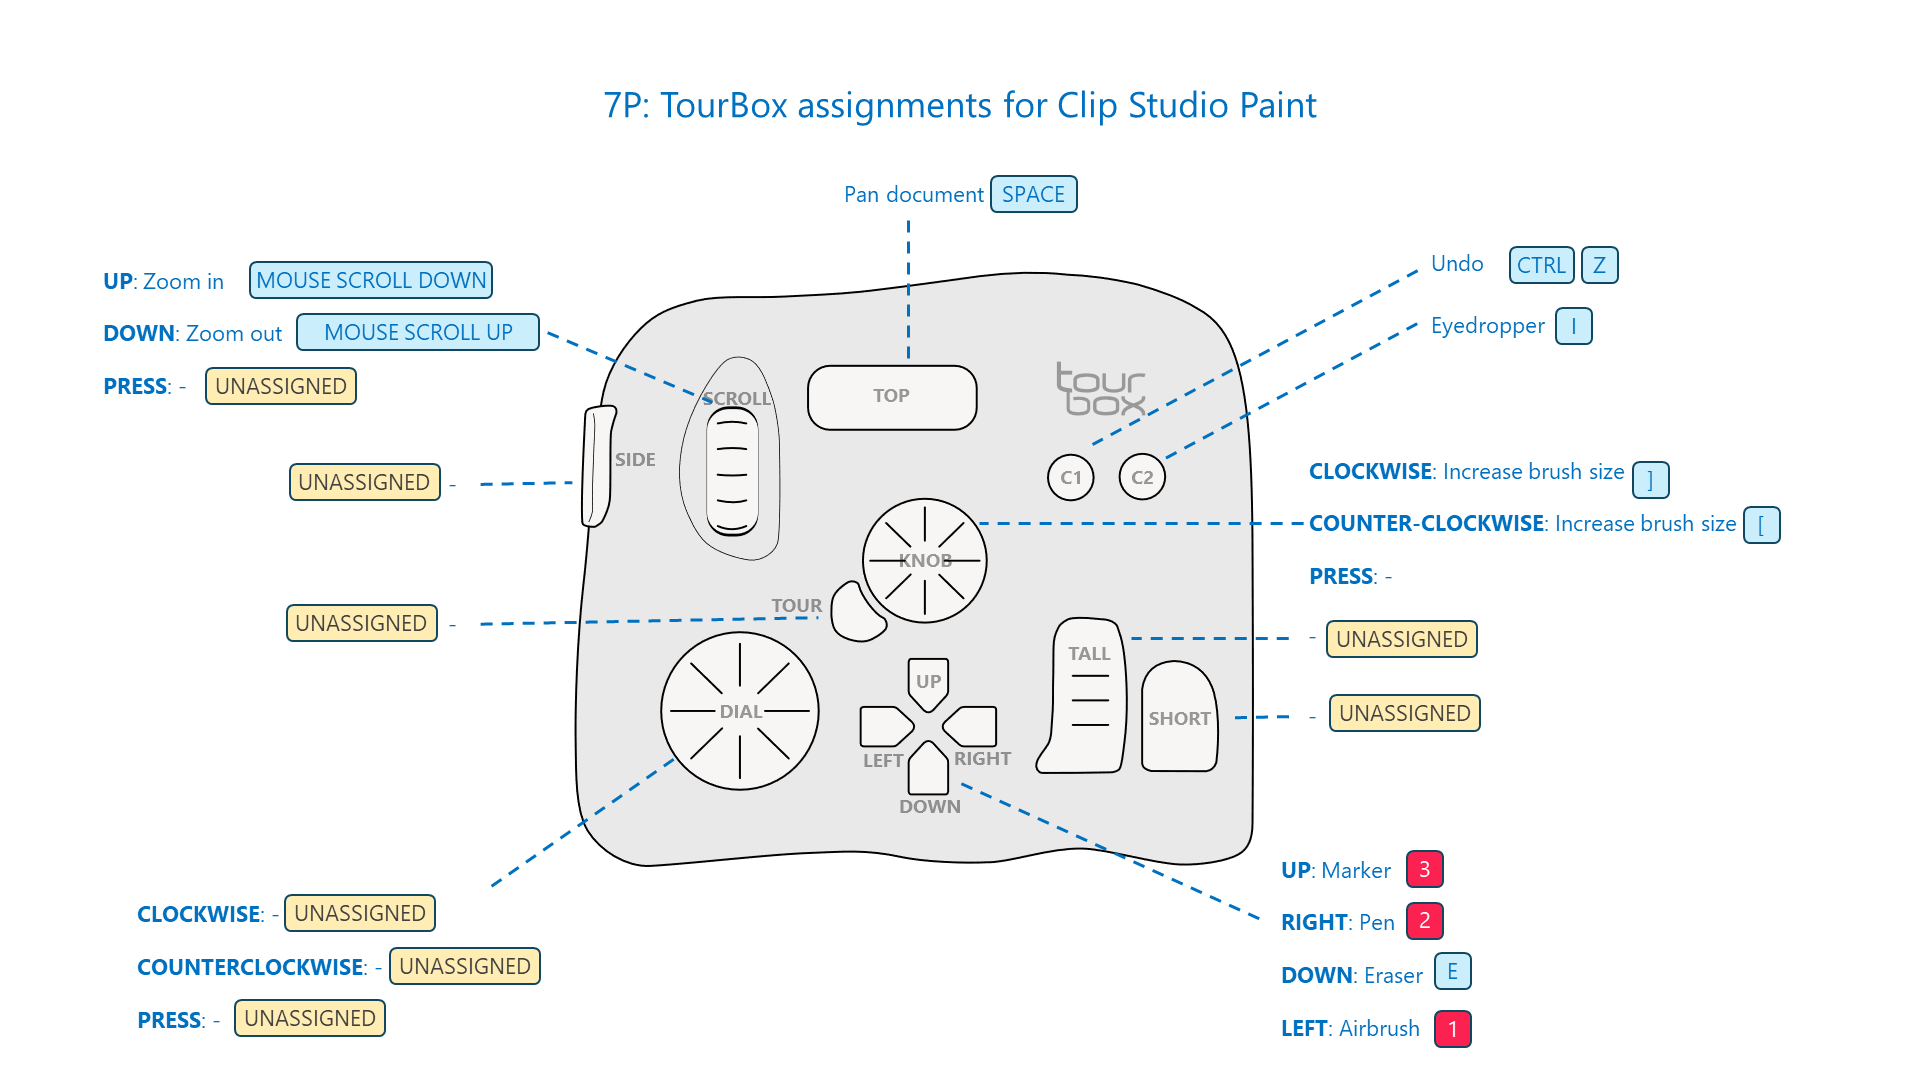 7P: TourBox assignments for Clip Studio Paint
Pan document SPACE
UP: Zoom in MOUSE SCROLL DOWN
DOWN: Zoom out MOUSE SCROLL UP
PRESS: - UNASSIGNED
Undo CTRL Z
Eyedropper I
SCROLL
TOP
tour
box
SIDE
UNASSIGNED -
C1
C2
CLOCKWISE: Increase brush size ]
COUNTER-CLOCKWISE: Increase brush size [
PRESS: -
KNOB
TOUR
UNASSIGNED -
TALL
- UNASSIGNED
UP
DIAL
SHORT
- UNASSIGNED
LEFT
RIGHT
DOWN
CLOCKWISE: - UNASSIGNED
COUNTERCLOCKWISE: - UNASSIGNED
PRESS: - UNASSIGNED
UP: Marker 3
RIGHT: Pen 2
DOWN: Eraser E
LEFT: Airbrush 1